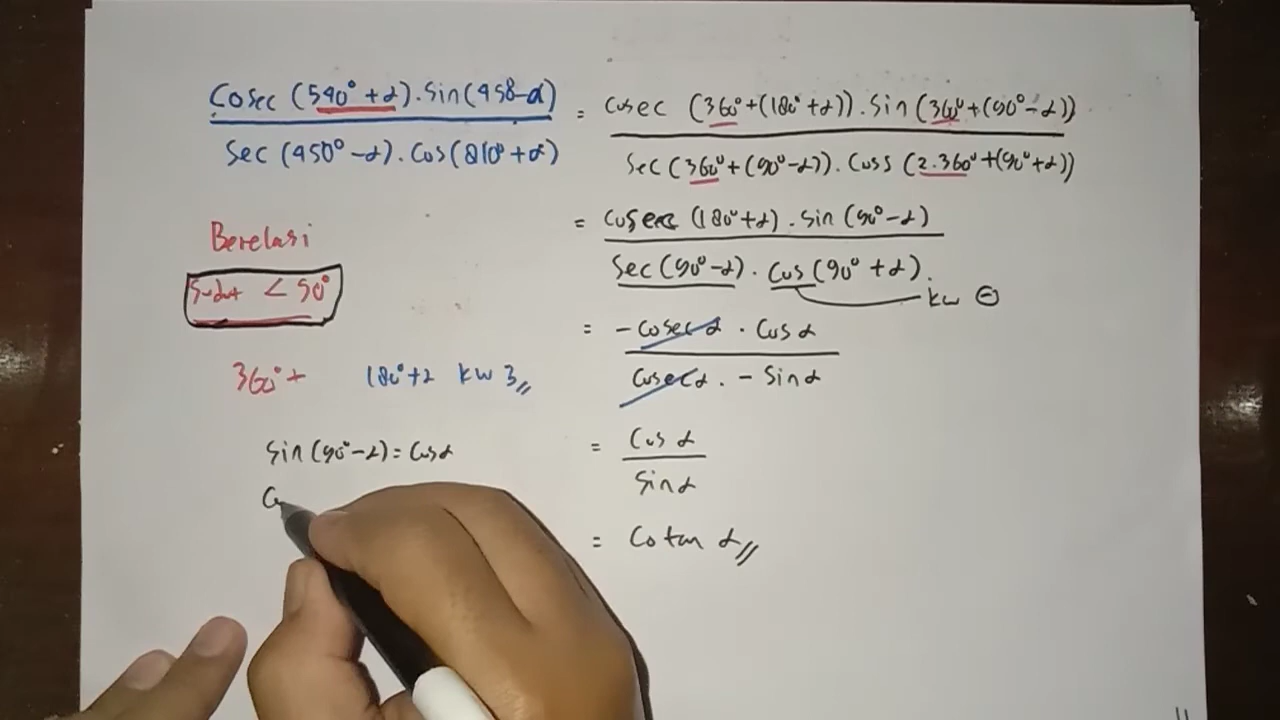 Cosec (540° + α) . Sin (458 - α)
Sec (450° - α) . Cos (810° + α)
= Cosec (360° + (180° + α)) . Sin (360° + (90° - α))
Sec (360° + (90° - α)) . Coss (2.360° + (90° + α))
= Cosec (180° + α) . Sin (90° - α)
Sec (90° - α) . Cos (90° + α) .
kw ⊖
= - Cosec α . Cos α
Cosec α . - Sin α
= Cos α
Sin α
= Cotan α //
Berelasi
Sudut < 90°
360° +
180° + α kw 3 //
Sin (90° - α) = Cos α